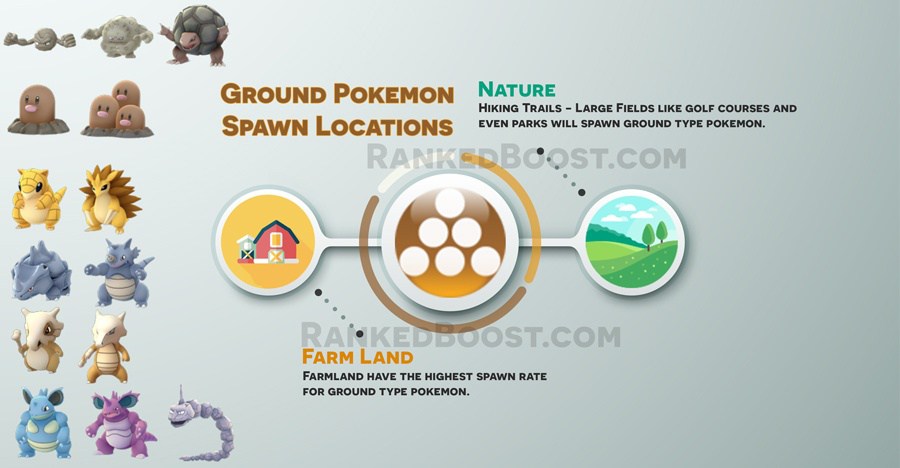 Ground Pokemon
Spawn Locations
Nature
Hiking Trails - Large Fields like golf courses and
even parks will spawn ground type pokemon.
RankedBoost.com
RankedBoost.com
Farm Land
Farmland have the highest spawn rate
for ground type pokemon.